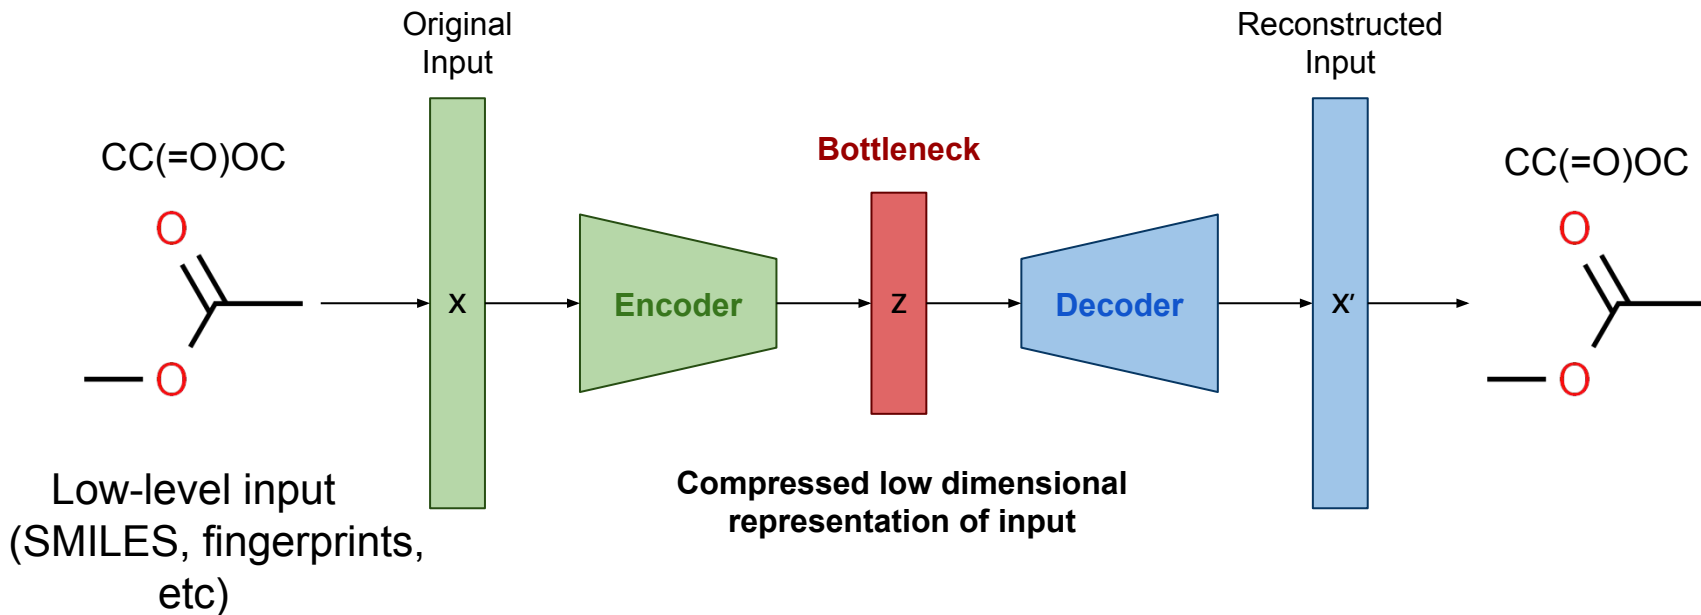 Original
Input
Reconstructed
Input
CC(=O)OC
Bottleneck
CC(=O)OC
O
O
x
Encoder
z
Decoder
x'
O
O
Low-level input
(SMILES, fingerprints,
etc)
Compressed low dimensional
representation of input